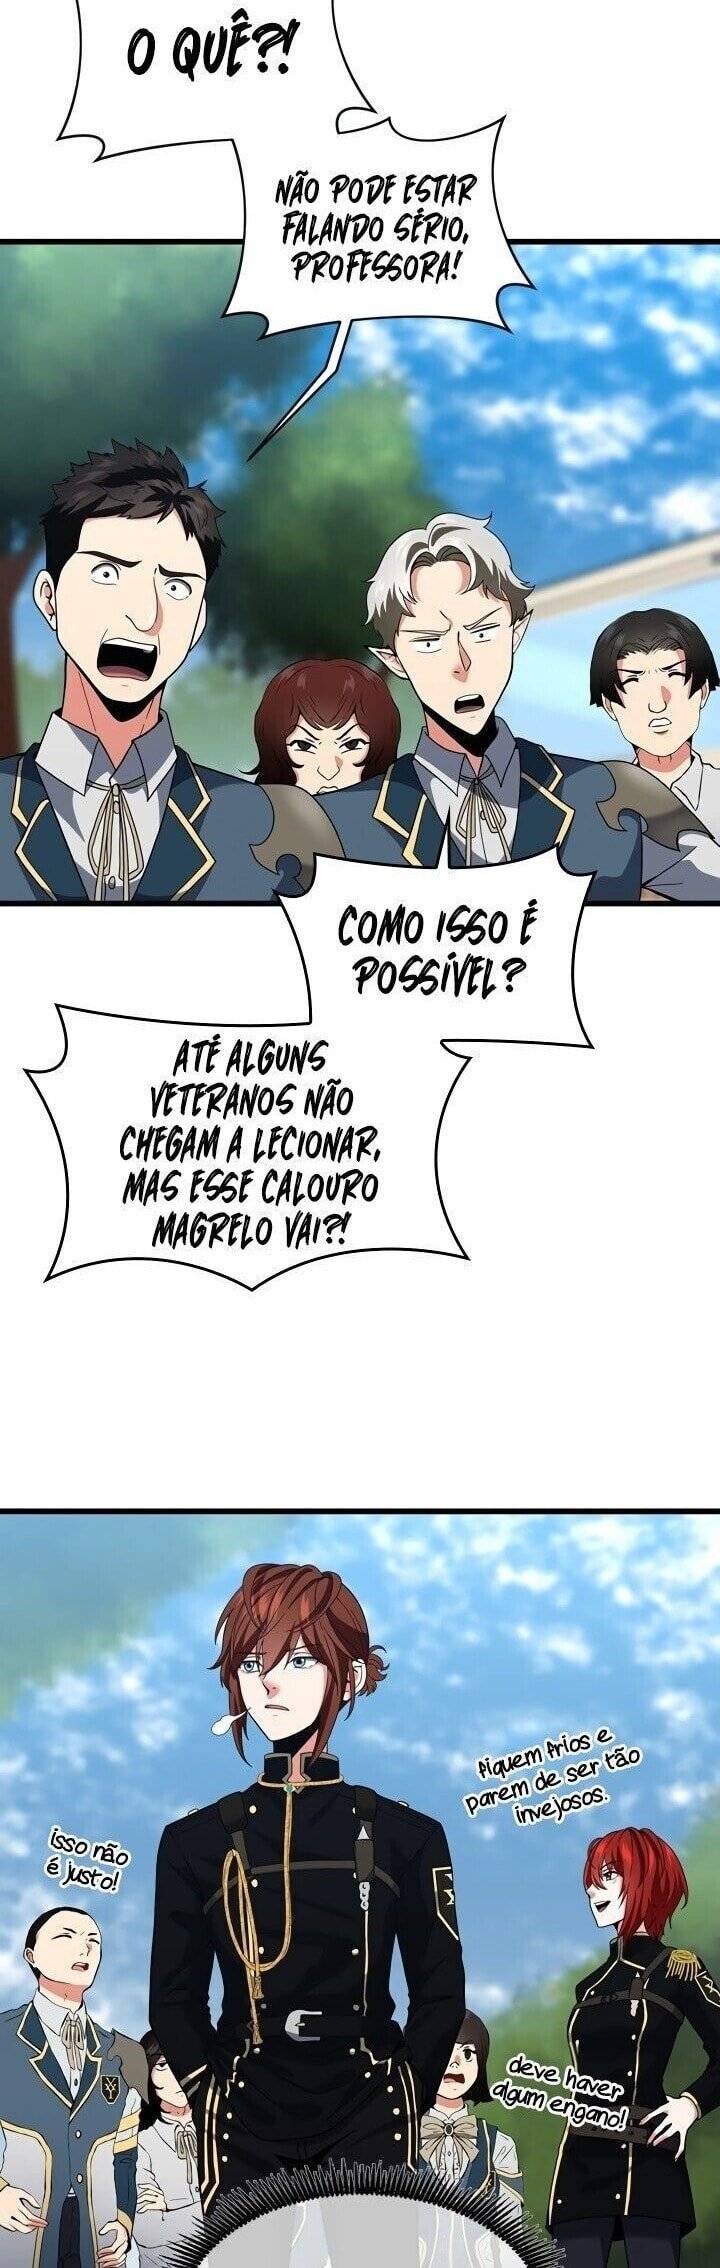 O QUÊ?!
NÃO PODE ESTAR
FALANDO SÉRIO,
PROFESSORA!
COMO ISSO É
POSSÍVEL?
ATÉ ALGUNS
VETERANOS NÃO
CHEGAM A LECIONAR,
MAS ESSE CALOURO
MAGRELO VAI?!
fiquem frios e
parem de ser tão
invejosos.
isso não
é justo!
deve haver
algum engano!